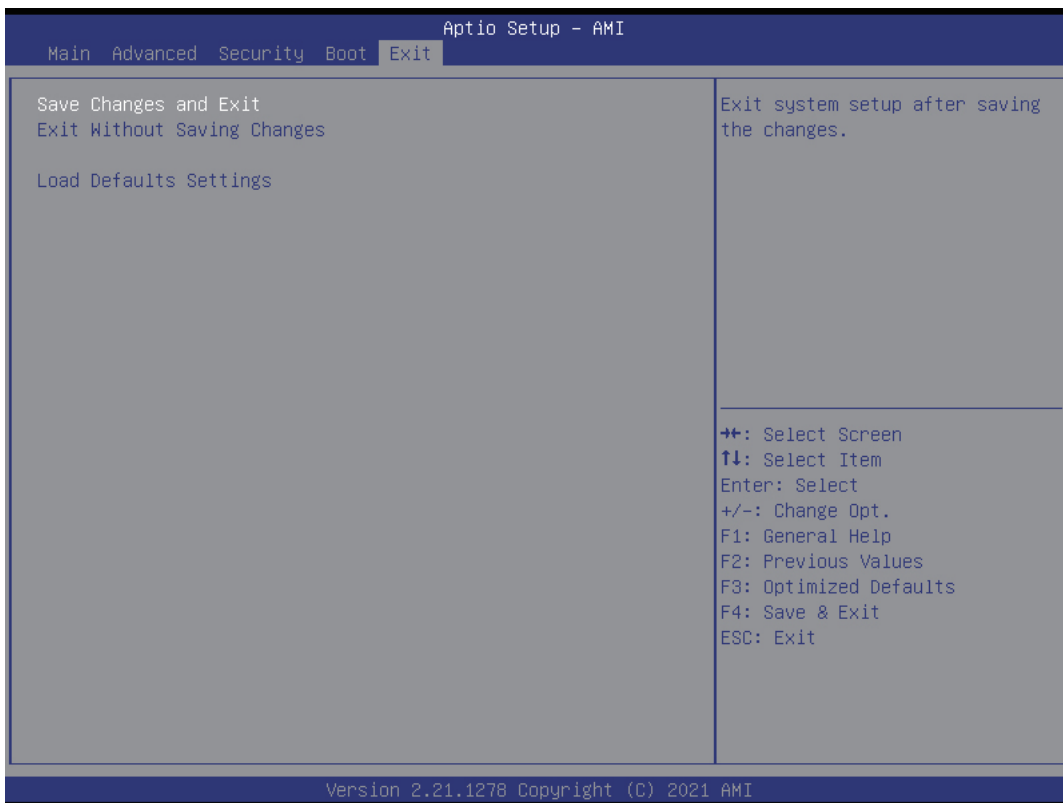 Aptio Setup – AMI
Main Advanced Security Boot Exit
Save Changes and Exit
Exit Without Saving Changes
Load Defaults Settings
Exit system setup after saving
the changes.
→←: Select Screen
↑↓: Select Item
Enter: Select
+/-: Change Opt.
F1: General Help
F2: Previous Values
F3: Optimized Defaults
F4: Save & Exit
ESC: Exit
Version 2.21.1278 Copyright (C) 2021 AMI